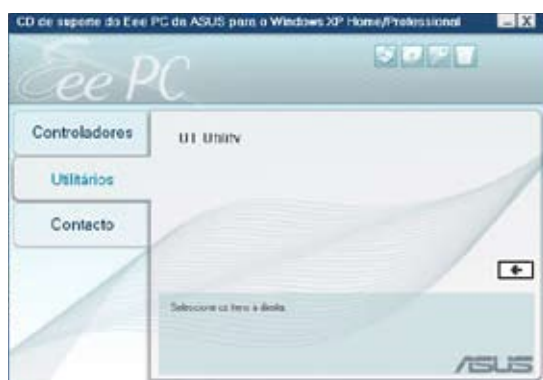 CD de suporte do Eee PC da ASUS para o Windows XP Home/Professional
Eee PC
Controladores
Utilitários
Contacto
Utility
Seleccione os itens à direita.
ASUS